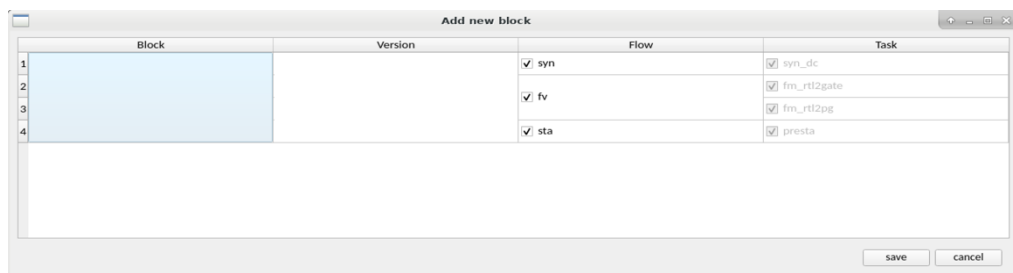 Add new block
Block Version Flow Task
1 syn syn_dc
2 fv fm_rtl2gate
3 fm_rtl2pg
4 sta presta
save cancel